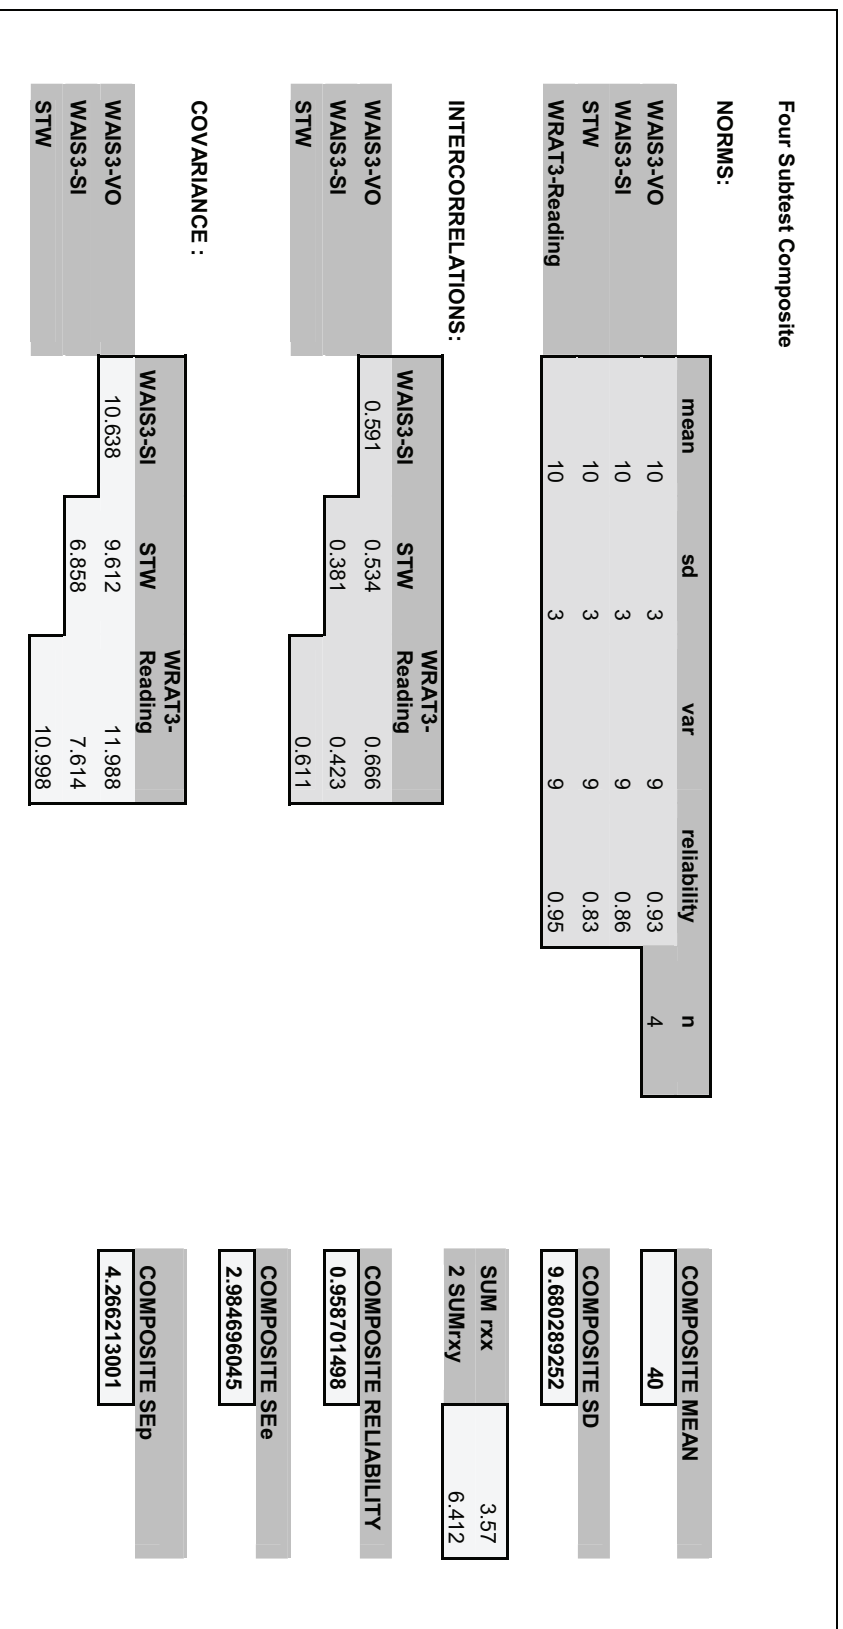 Four Subtest Composite
NORMS:
mean sd var reliability n
WAIS3-VO 10 3 9 0.93 4
WAIS3-SI 10 3 9 0.86
STW 10 3 9 0.83
WRAT3-Reading 10 3 9 0.95
INTERCORRELATIONS:
WRAT3-
WAIS3-SI STW Reading
WAIS3-VO 0.591 0.534 0.666
WAIS3-SI 0.381 0.423
STW 0.611
COVARIANCE :
WRAT3-
WAIS3-SI STW Reading
WAIS3-VO 10.638 9.612 11.988
WAIS3-SI 6.858 7.614
STW 10.998
COMPOSITE MEAN
40
COMPOSITE SD
9.680289252
SUM rxx 3.57
2 SUMrxy 6.412
COMPOSITE RELIABILITY
0.958701498
COMPOSITE SEe
2.984696045
COMPOSITE SEp
4.266213001